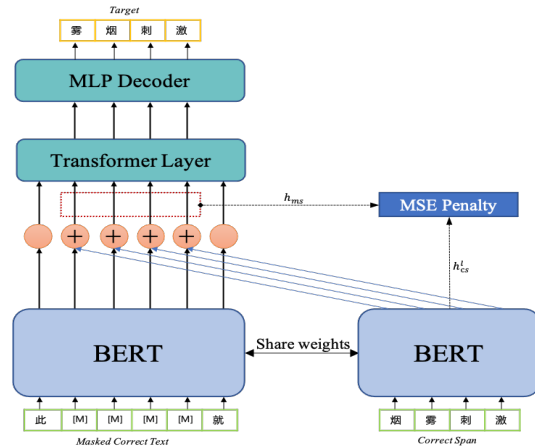 Target
雾 烟 刺 激
MLP Decoder
Transformer Layer
h_ms
MSE Penalty
+ + + +
h^l_cs
BERT
Share weights
BERT
此 [M] [M] [M] [M] 就
烟 雾 刺 激
Masked Correct Text
Correct Span